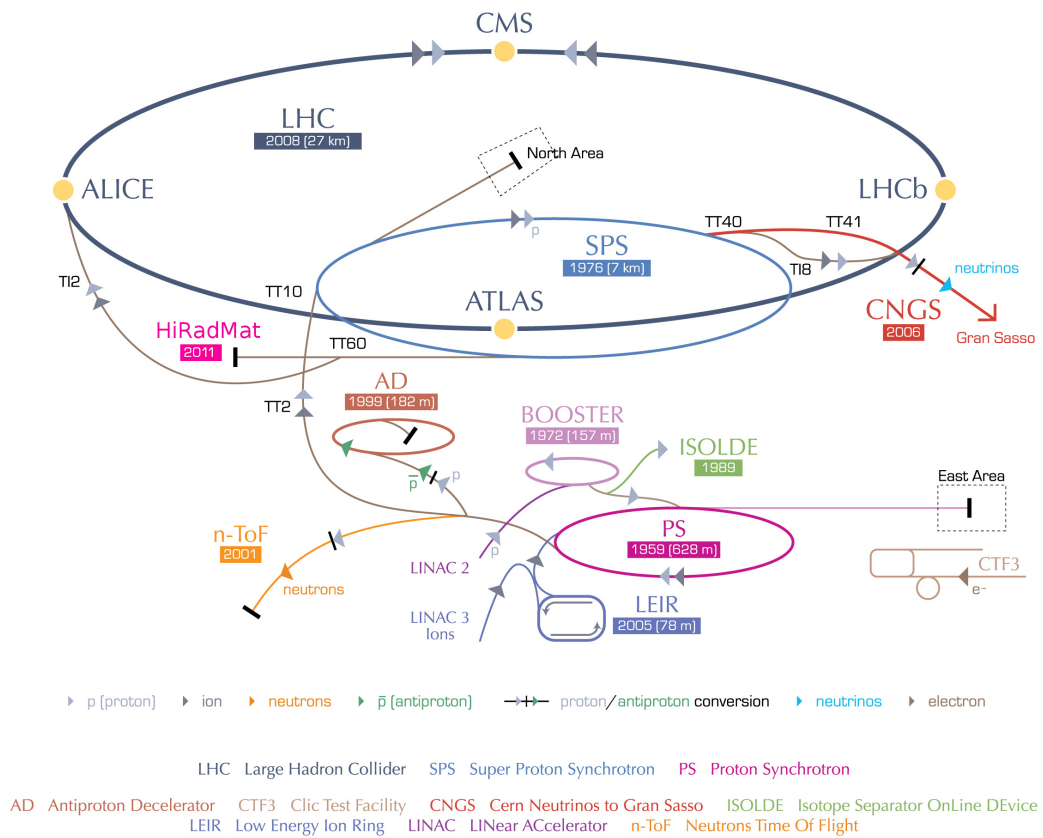 CMS
LHC
2008 (27 km)
North Area
ALICE
LHCb
TT40
TT41
p
SPS
1976 (7 km)
TI8
neutrinos
TI2
TT10
ATLAS
CNGS
2006
Gran Sasso
HiRadMat
2011
TT60
AD
1999 (182 m)
TT2
BOOSTER
1972 (157 m)
ISOLDE
1989
p̅
p
East Area
n-ToF
2001
PS
1959 (628 m)
p
LINAC 2
neutrons
CTF3
e-
LINAC 3
Ions
LEIR
2005 (78 m)
p (proton)
ion
neutrons
p̅ (antiproton)
proton/antiproton conversion
neutrinos
electron
LHC Large Hadron Collider SPS Super Proton Synchrotron PS Proton Synchrotron
AD Antiproton Decelerator CTF3 Clic Test Facility CNGS Cern Neutrinos to Gran Sasso ISOLDE Isotope Separator OnLine DEvice
LEIR Low Energy Ion Ring LINAC LINear ACcelerator n-ToF Neutrons Time Of Flight